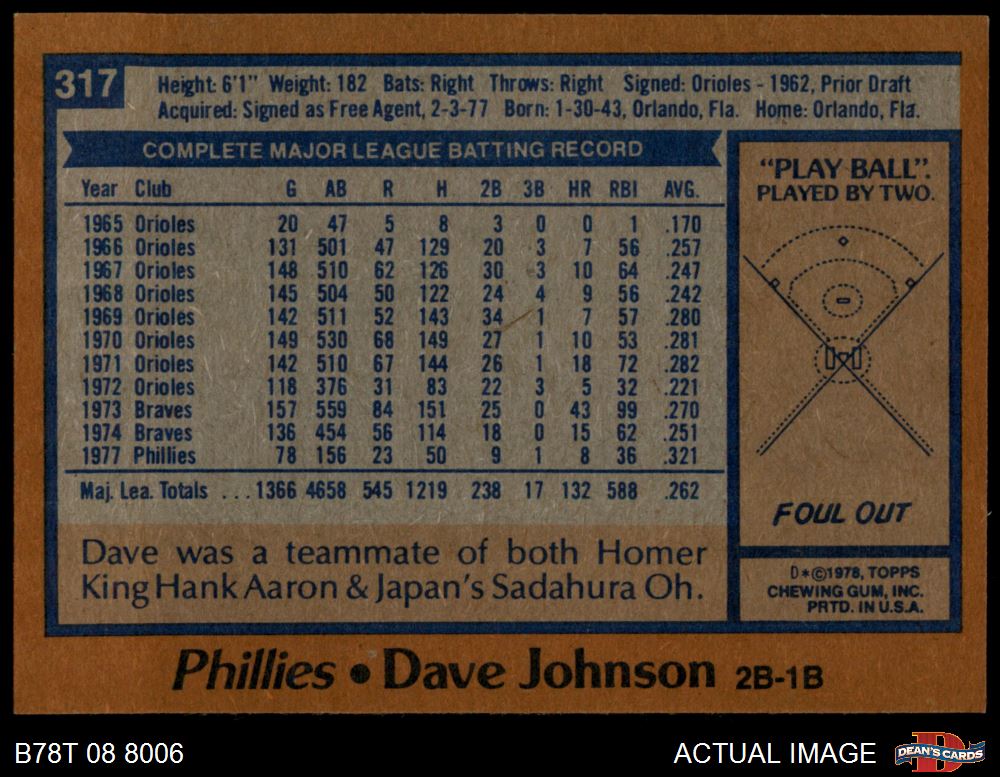 317
Height: 6'1" Weight: 182 Bats: Right Throws: Right Signed: Orioles - 1962, Prior Draft
Acquired: Signed as Free Agent, 2-3-77 Born: 1-30-43, Orlando, Fla. Home: Orlando, Fla.
COMPLETE MAJOR LEAGUE BATTING RECORD
Year Club G AB R H 2B 3B HR RBI AVG.
1965 Orioles 20 47 5 8 3 0 0 1 .170
1966 Orioles 131 501 47 129 20 3 7 56 .257
1967 Orioles 148 510 62 126 30 3 10 64 .247
1968 Orioles 145 504 50 122 24 4 9 56 .242
1969 Orioles 142 511 52 143 34 1 7 57 .280
1970 Orioles 149 530 68 149 27 1 10 53 .281
1971 Orioles 142 510 67 144 26 1 18 72 .282
1972 Orioles 118 376 31 83 22 3 5 32 .221
1973 Braves 157 559 84 151 25 0 43 99 .270
1974 Braves 136 454 56 114 18 0 15 62 .251
1977 Phillies 78 156 23 50 9 1 8 36 .321
Maj. Lea. Totals ...1366 4658 545 1219 238 17 132 588 .262
Dave was a teammate of both Homer
King Hank Aaron & Japan's Sadahura Oh.
"PLAY BALL".
PLAYED BY TWO.
FOUL OUT
D*©1978, TOPPS
CHEWING GUM, INC.
PRTD. IN U.S.A.
Phillies • Dave Johnson 2B-1B
B78T 08 8006
ACTUAL IMAGE
D
DEAN'S CARDS